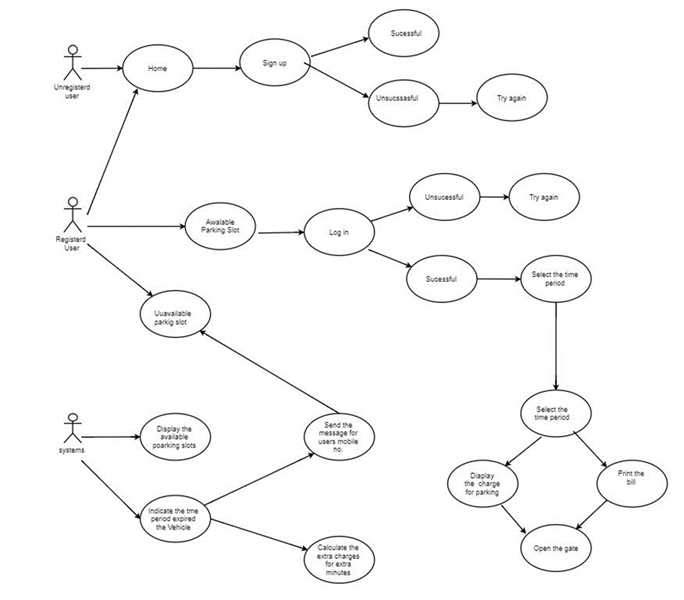 Sucessful
Sign up
Home
Unregisterd
user
Unsucssasful
Try again
Unsucessful
Try again
Awalable
Parking Slot
Log in
Registerd
User
Sucessful
Select the time
period
Uuavailable
parkig slot
Select the
time period
Display the
available
poarking slots
Send the
message for
users mobile
no.
systems
Diaplay
the charge
for parking
Print the
bill
Indicate the tme
period expired
the Vehicle
Open the gate
Calculate the
extra charges
for extra
minutes